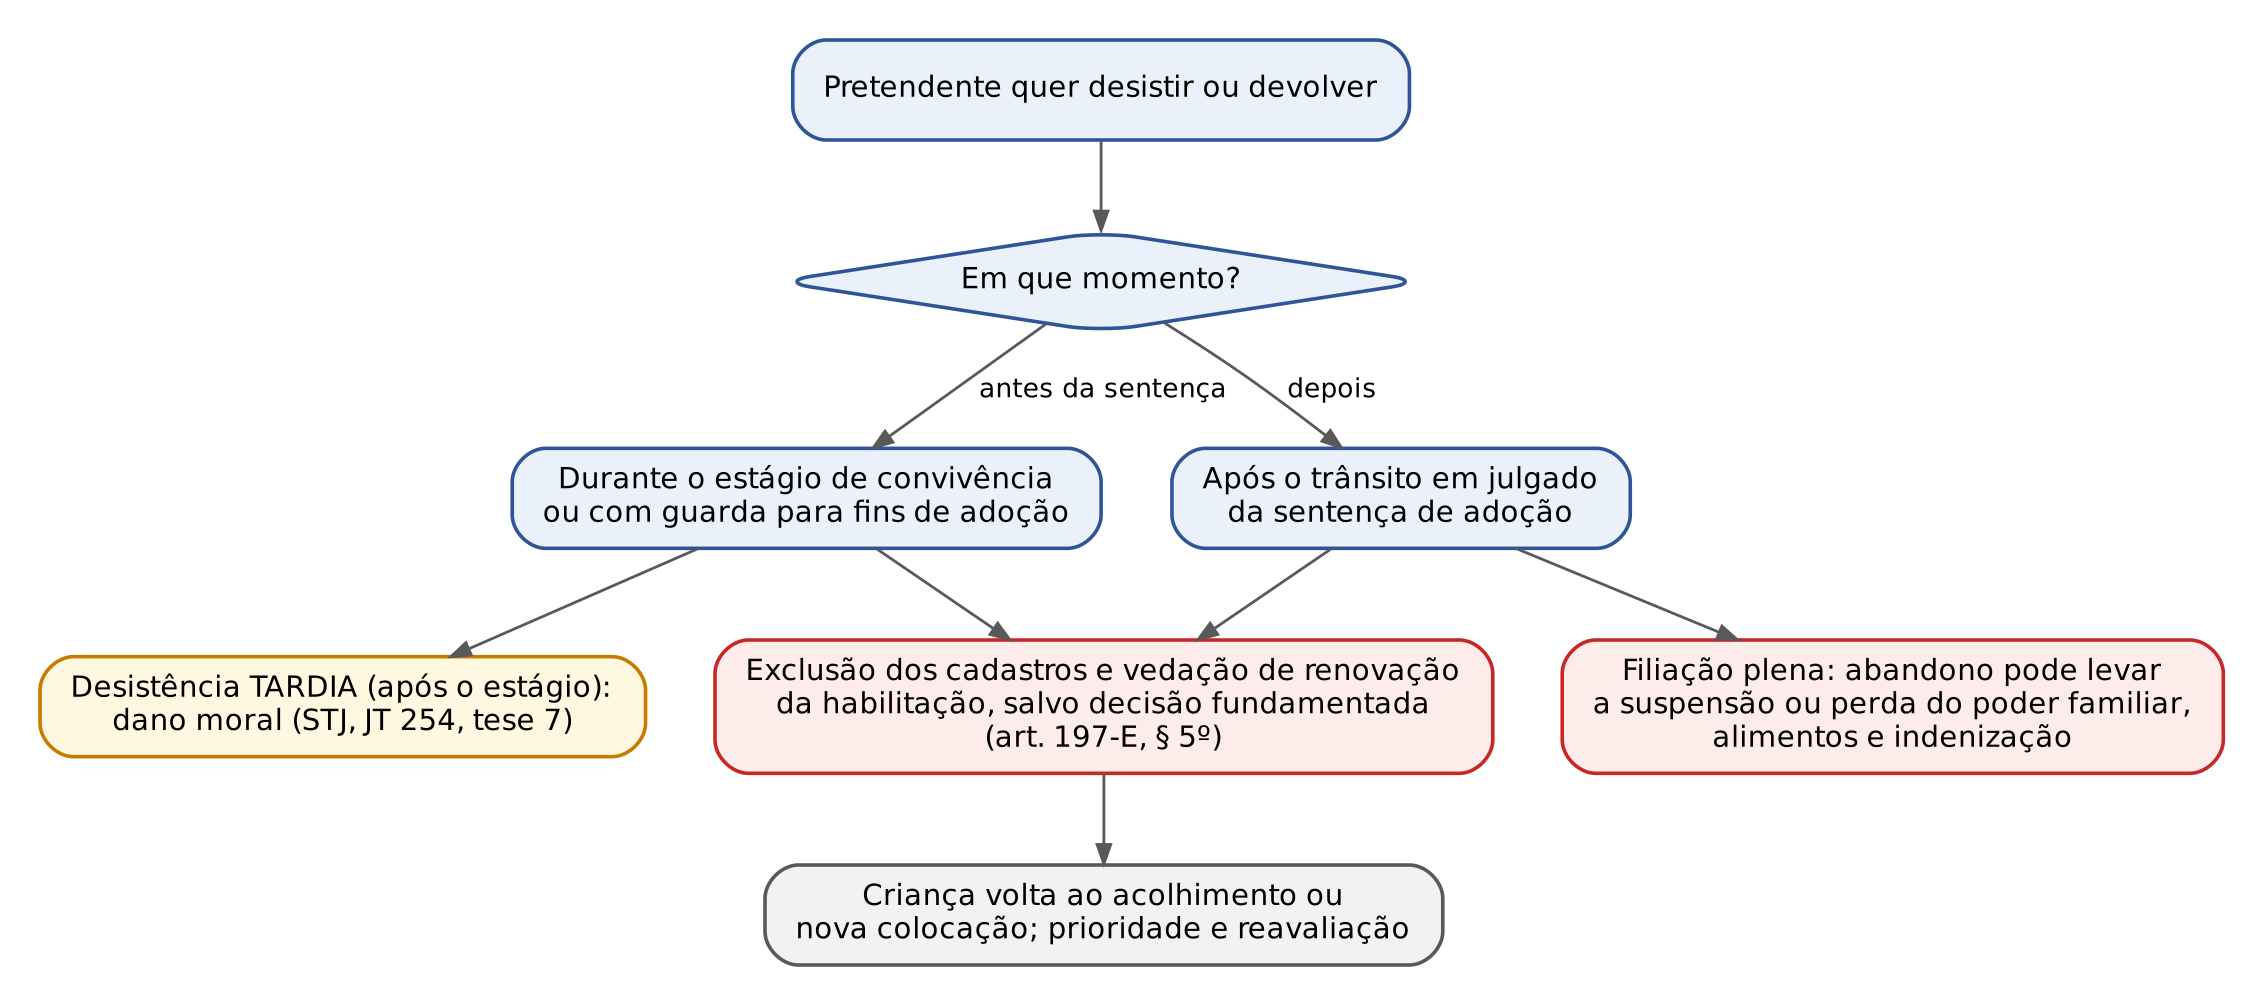 Pretendente quer desistir ou devolver
Em que momento?
antes da sentença
depois
Durante o estágio de convivência
ou com guarda para fins de adoção
Após o trânsito em julgado
da sentença de adoção
Desistência TARDIA (após o estágio):
dano moral (STJ, JT 254, tese 7)
Exclusão dos cadastros e vedação de renovação
da habilitação, salvo decisão fundamentada
(art. 197-E, § 5º)
Filiação plena: abandono pode levar
a suspensão ou perda do poder familiar,
alimentos e indenização
Criança volta ao acolhimento ou
nova colocação; prioridade e reavaliação